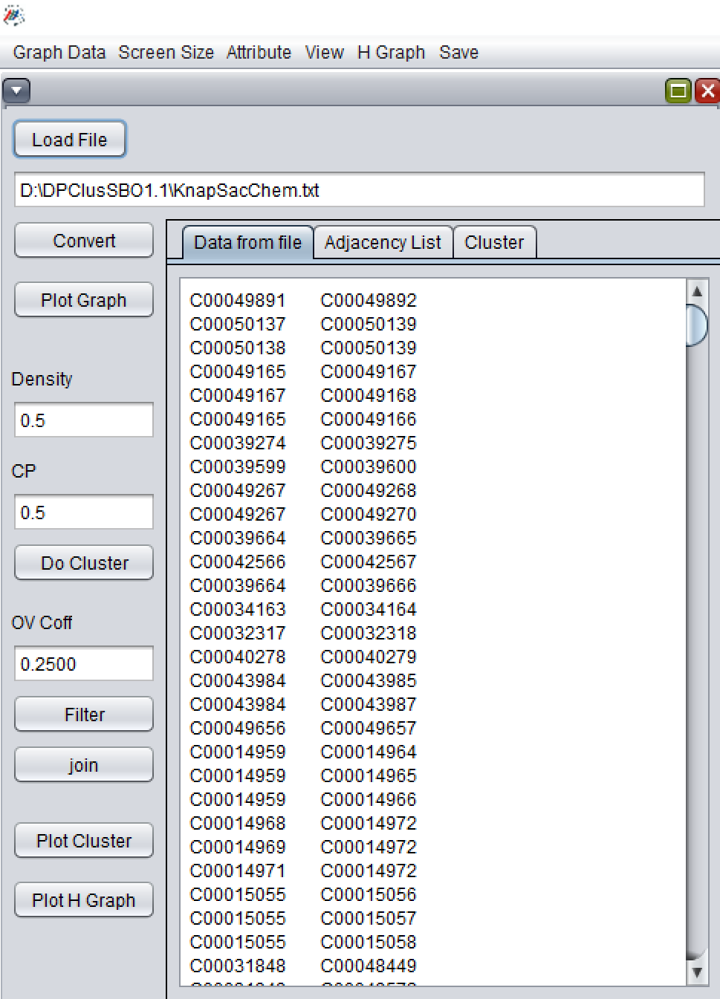 Graph Data Screen Size Attribute View H Graph Save
Load File
D:\DPClusSBO1.1\KnapSacChem.txt
Convert
Plot Graph
Density
0.5
CP
0.5
Do Cluster
OV Coff
0.2500
Filter
join
Plot Cluster
Plot H Graph
Data from file Adjacency List Cluster
C00049891 C00049892
C00050137 C00050139
C00050138 C00050139
C00049165 C00049167
C00049167 C00049168
C00049165 C00049166
C00039274 C00039275
C00039599 C00039600
C00049267 C00049268
C00049267 C00049270
C00039664 C00039665
C00042566 C00042567
C00039664 C00039666
C00034163 C00034164
C00032317 C00032318
C00040278 C00040279
C00043984 C00043985
C00043984 C00043987
C00049656 C00049657
C00014959 C00014964
C00014959 C00014965
C00014959 C00014966
C00014968 C00014972
C00014969 C00014972
C00014971 C00014972
C00015055 C00015056
C00015055 C00015057
C00015055 C00015058
C00031848 C00048449